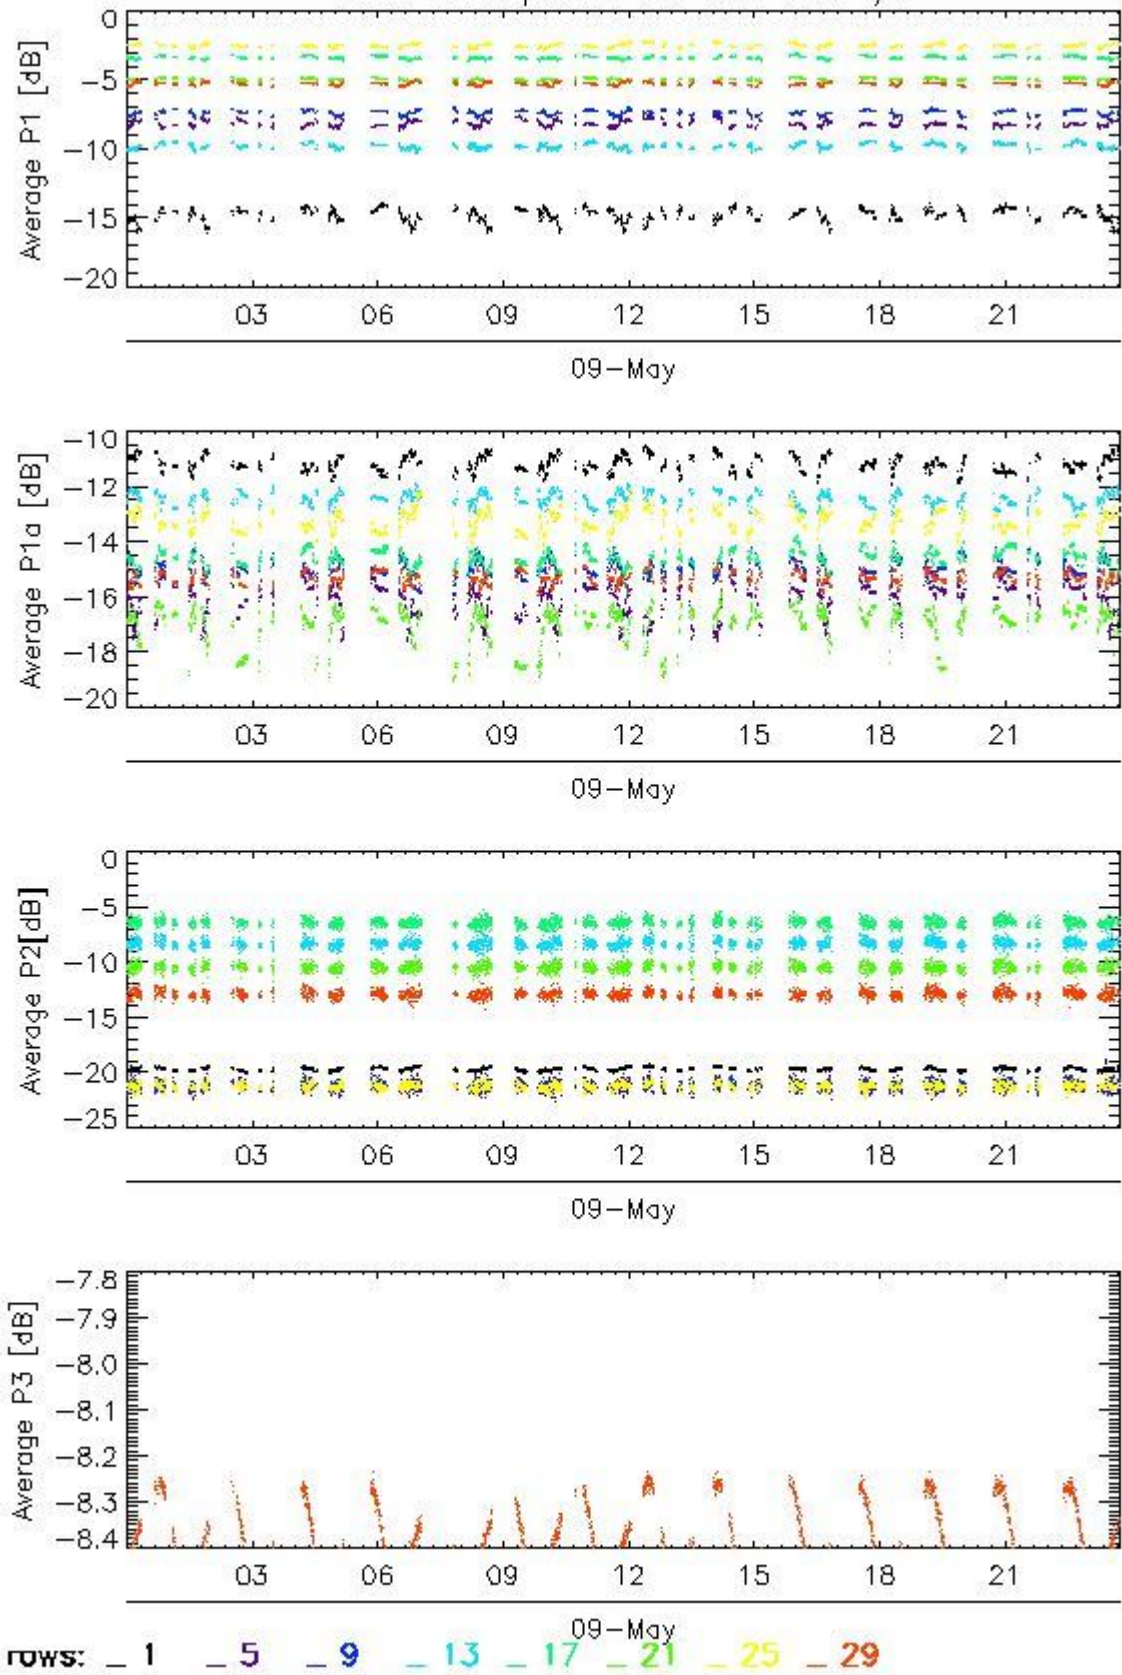 Average P1 [dB]
0
−5
−10
−15
−20
03 06 09 12 15 18 21
09−May
Average P1a [dB]
−10
−12
−14
−16
−18
−20
03 06 09 12 15 18 21
09−May
Average P2[dB]
0
−5
−10
−15
−20
−25
03 06 09 12 15 18 21
09−May
Average P3 [dB]
−7.8
−7.9
−8.0
−8.1
−8.2
−8.3
−8.4
03 06 09 12 15 18 21
09−May
rows: _ 1 _ 5 _ 9 _ 13 _ 17 _ 21 _ 25 _ 29